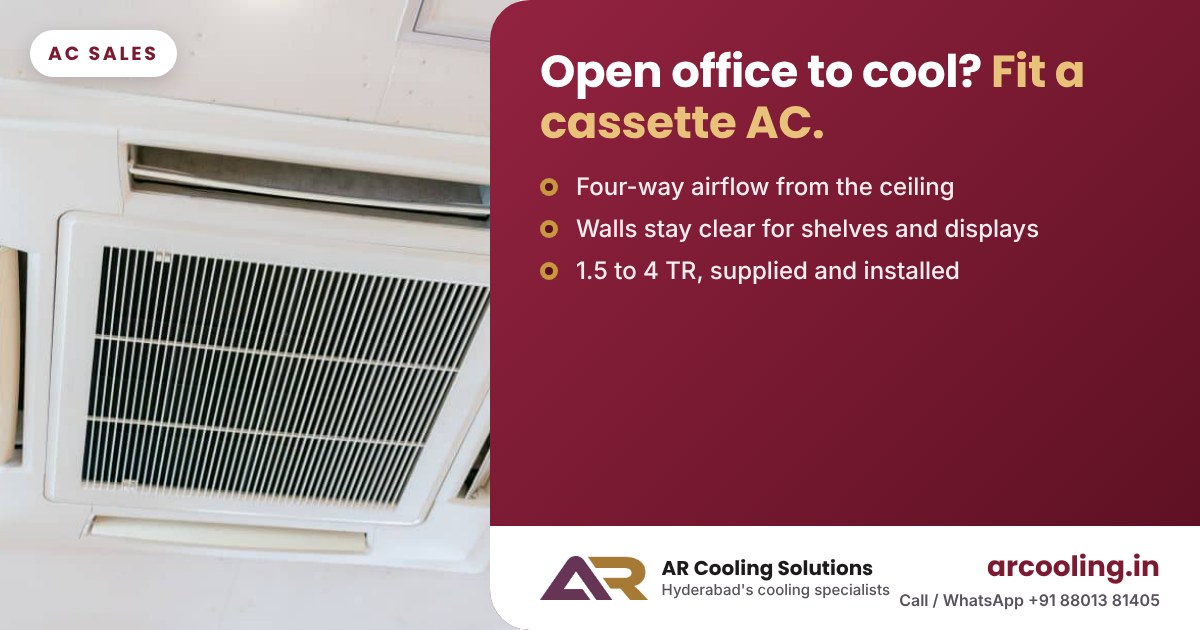 AC SALES
Open office to cool? Fit a
cassette AC.
Four-way airflow from the ceiling
Walls stay clear for shelves and displays
1.5 to 4 TR, supplied and installed
AR
AR Cooling Solutions
Hyderabad's cooling specialists
arcooling.in
Call / WhatsApp +91 88013 81405